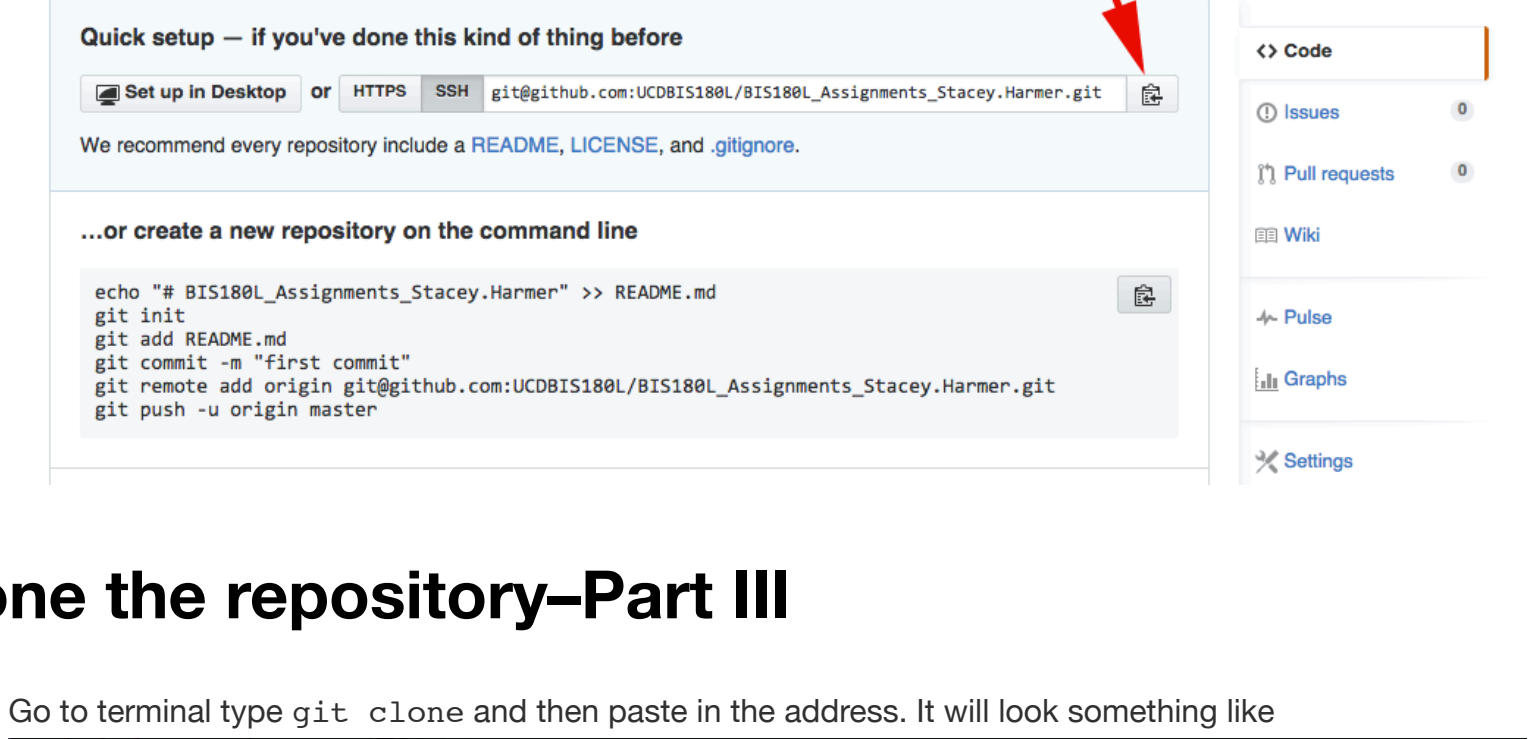 Quick setup — if you've done this kind of thing before
Set up in Desktop or HTTPS SSH git@github.com:UCDBIS180L/BIS180L_Assignments_Stacey.Harmer.git
We recommend every repository include a README, LICENSE, and .gitignore.
…or create a new repository on the command line
echo "# BIS180L_Assignments_Stacey.Harmer" >> README.md
git init
git add README.md
git commit -m "first commit"
git remote add origin git@github.com:UCDBIS180L/BIS180L_Assignments_Stacey.Harmer.git
git push -u origin master
<> Code
Issues 0
Pull requests 0
Wiki
Pulse
Graphs
Settings
one the repository–Part III
Go to terminal type git clone and then paste in the address. It will look something like